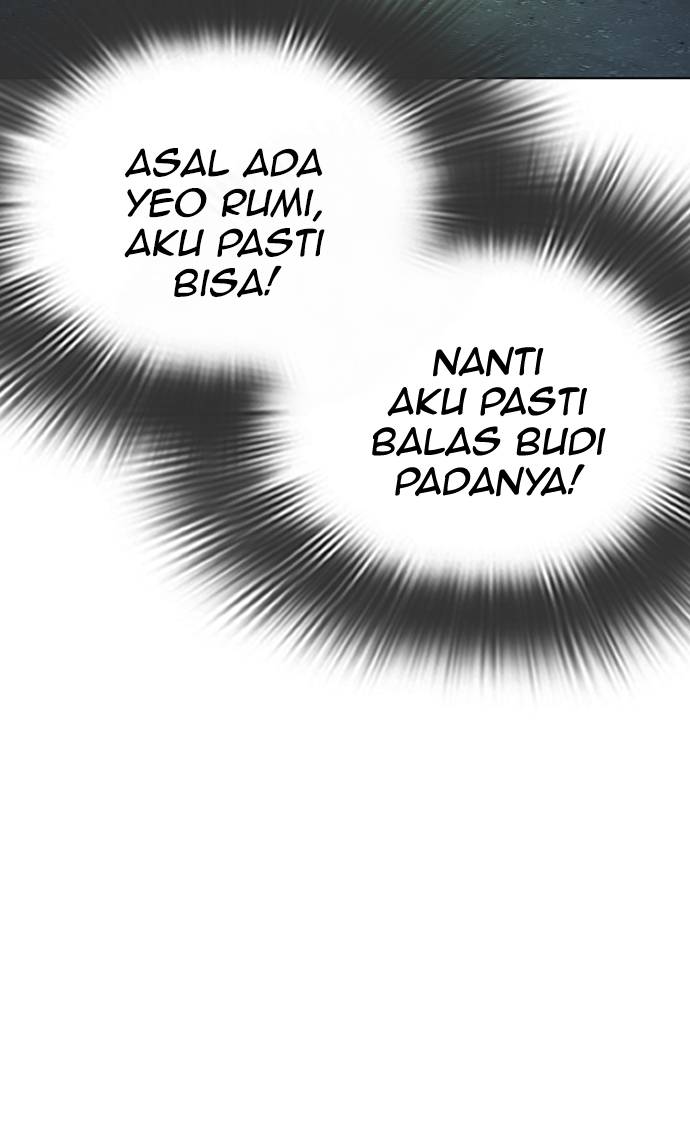 ASAL ADA
YEO RUMI,
AKU PASTI
BISA!
NANTI
AKU PASTI
BALAS BUDI
PADANYA!